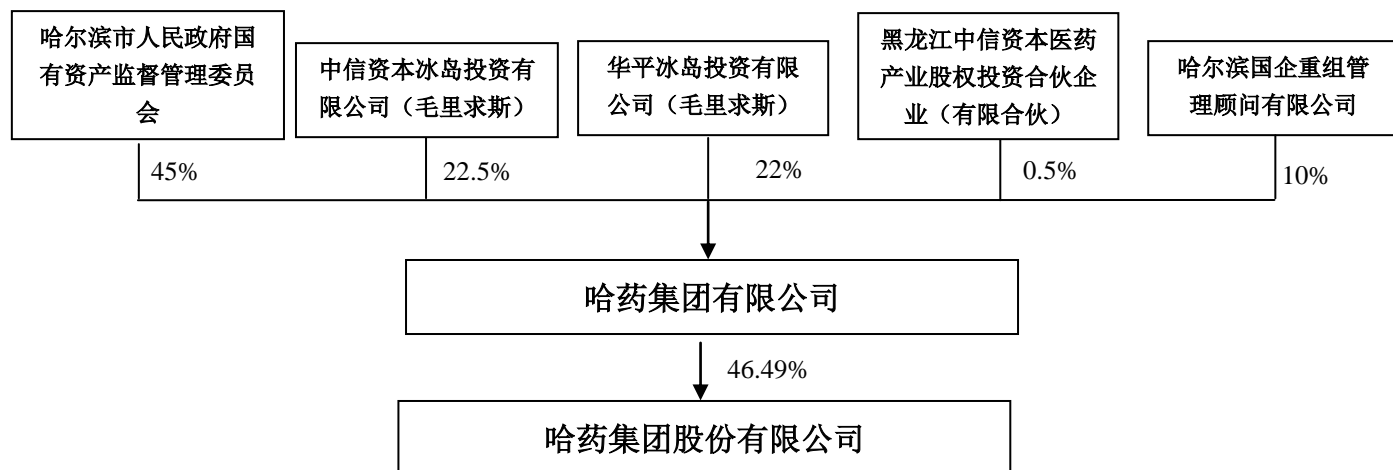 哈尔滨市人民政府国
有资产监督管理委员
会
中信资本冰岛投资有
限公司（毛里求斯）
华平冰岛投资有限
公司（毛里求斯）
黑龙江中信资本医药
产业股权投资合伙企
业（有限合伙）
哈尔滨国企重组管
理顾问有限公司
45%
22.5%
22%
0.5%
10%
哈药集团有限公司
46.49%
哈药集团股份有限公司